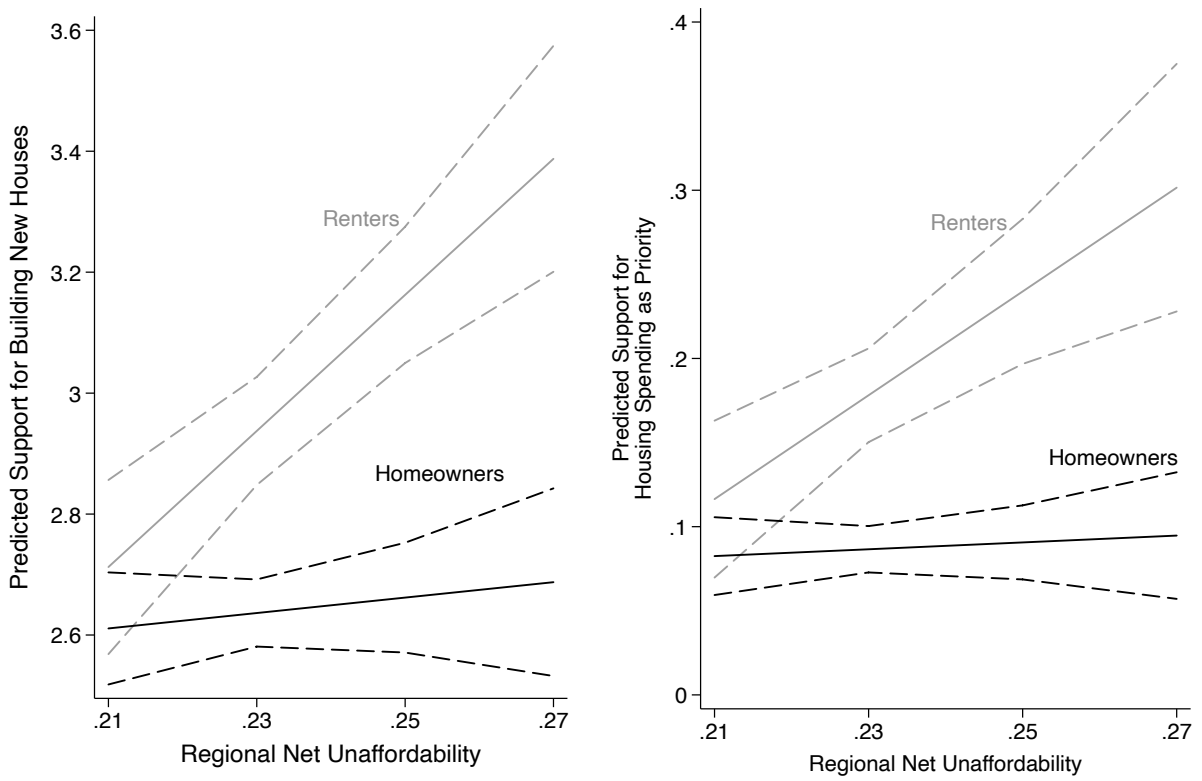 Predicted Support for Building New Houses
3.6
3.4
3.2
3
2.8
2.6
Renters
Homeowners
.21
.23
.25
.27
Regional Net Unaffordability
Predicted Support for
Housing Spending as Priority
.4
.3
.2
.1
0
Renters
Homeowners
.21
.23
.25
.27
Regional Net Unaffordability